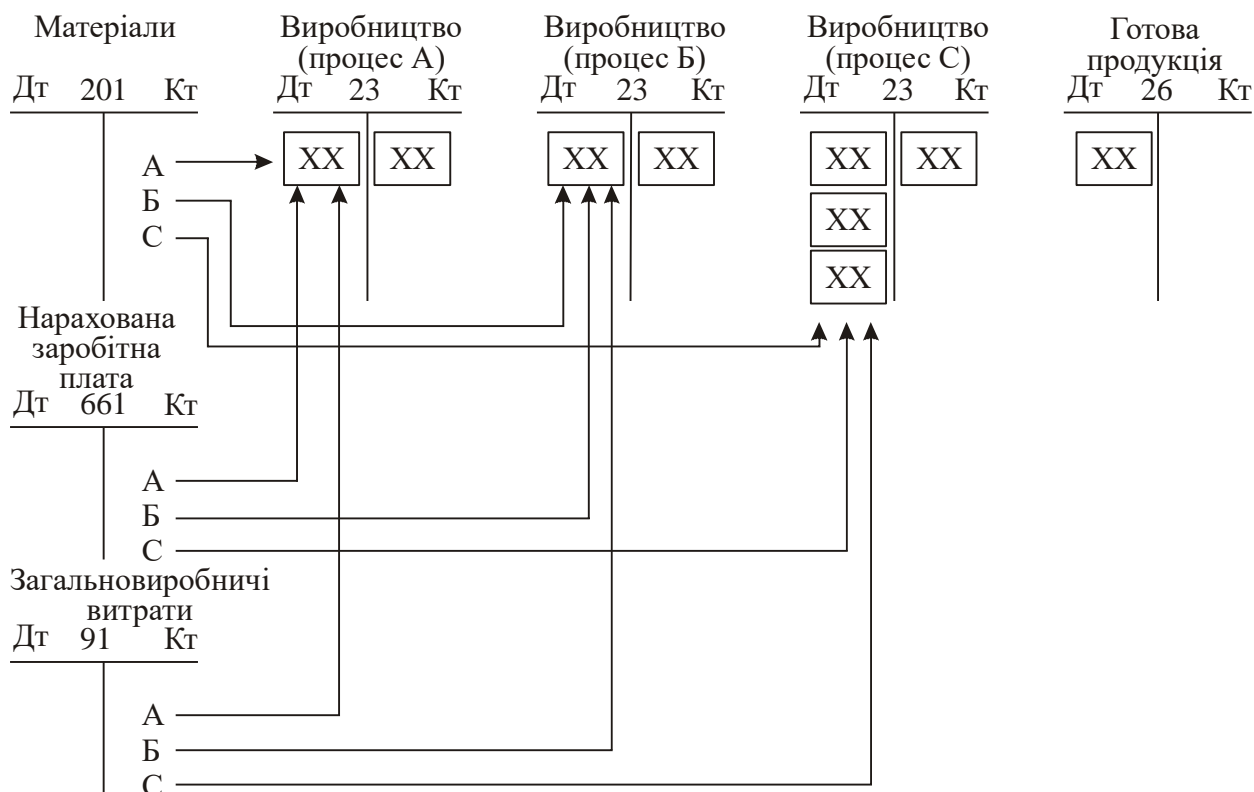 Матеріали Виробництво Виробництво Виробництво Готова
(процес А) (процес Б) (процес С) продукція
Дт 201 Кт Дт 23 Кт Дт 23 Кт Дт 23 Кт Дт 26 Кт
А XX XX XX XX XX XX XX
Б
С XX
XX
Нарахована
заробітна
плата
Дт 661 Кт
А
Б
С
Загальновиробничі
витрати
Дт 91 Кт
А
Б
С